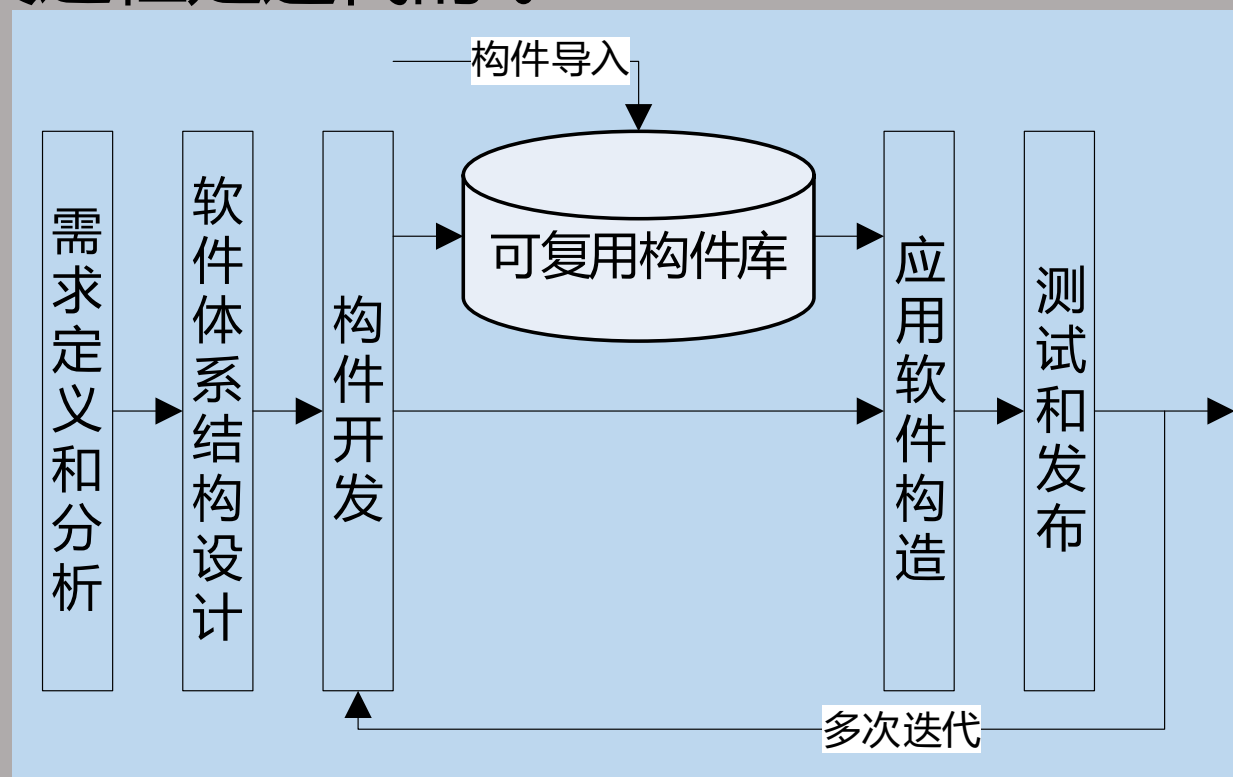 构件导入
需求定义和分析
软件体系结构设计
构件开发
可复用构件库
应用软件构造
测试和发布
多次迭代